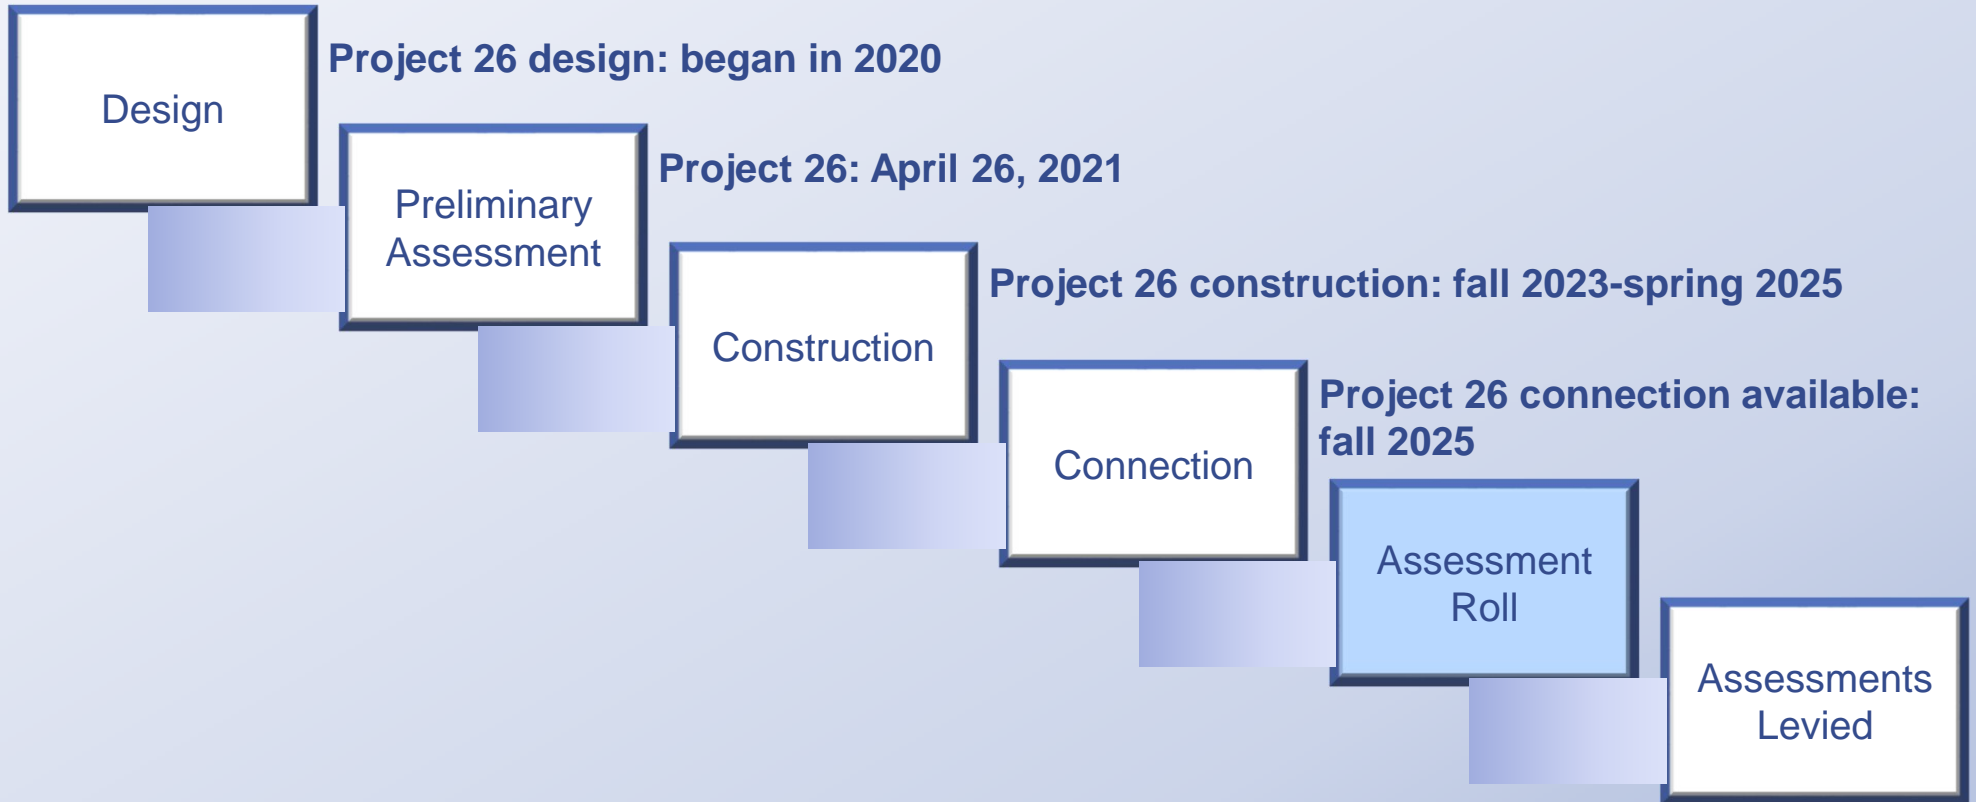 Design
Project 26 design: began in 2020
Preliminary
Assessment
Project 26: April 26, 2021
Construction
Project 26 construction: fall 2023-spring 2025
Connection
Project 26 connection available:
fall 2025
Assessment
Roll
Assessments
Levied